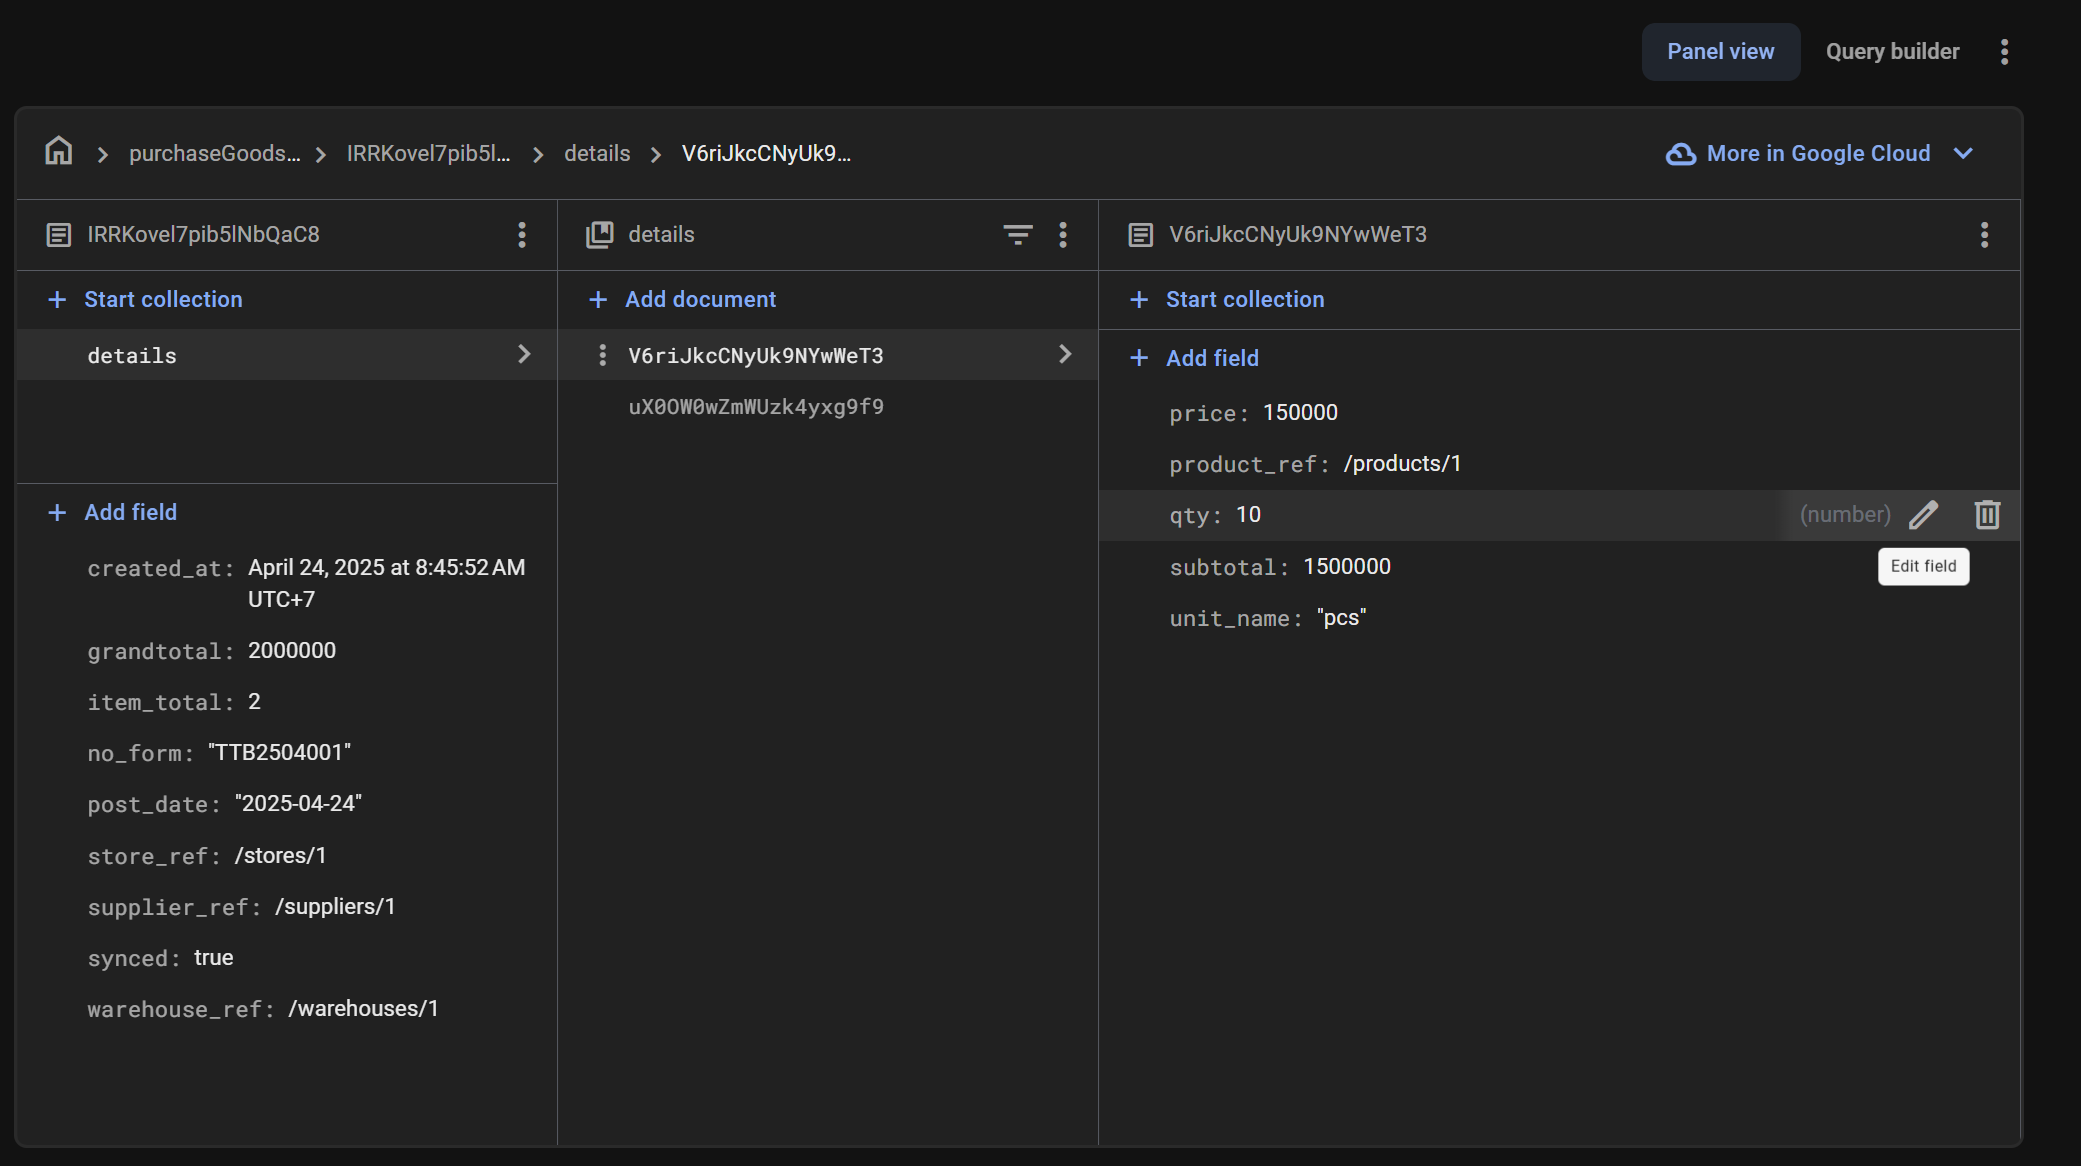 Panel view
Query builder
purchaseGoods...
IRRKovel7pib5l...
details
V6riJkcCNyUk9...
More in Google Cloud
IRRKovel7pib5lNbQaC8
Start collection
details
Add field
created_at: April 24, 2025 at 8:45:52 AM
UTC+7
grandtotal: 2000000
item_total: 2
no_form: "TTB2504001"
post_date: "2025-04-24"
store_ref: /stores/1
supplier_ref: /suppliers/1
synced: true
warehouse_ref: /warehouses/1
details
Add document
V6riJkcCNyUk9NYwWeT3
uX0OW0wZmWUzk4yxg9f9
V6riJkcCNyUk9NYwWeT3
Start collection
Add field
price: 150000
product_ref: /products/1
qty: 10 (number)
Edit field
subtotal: 1500000
unit_name: "pcs"